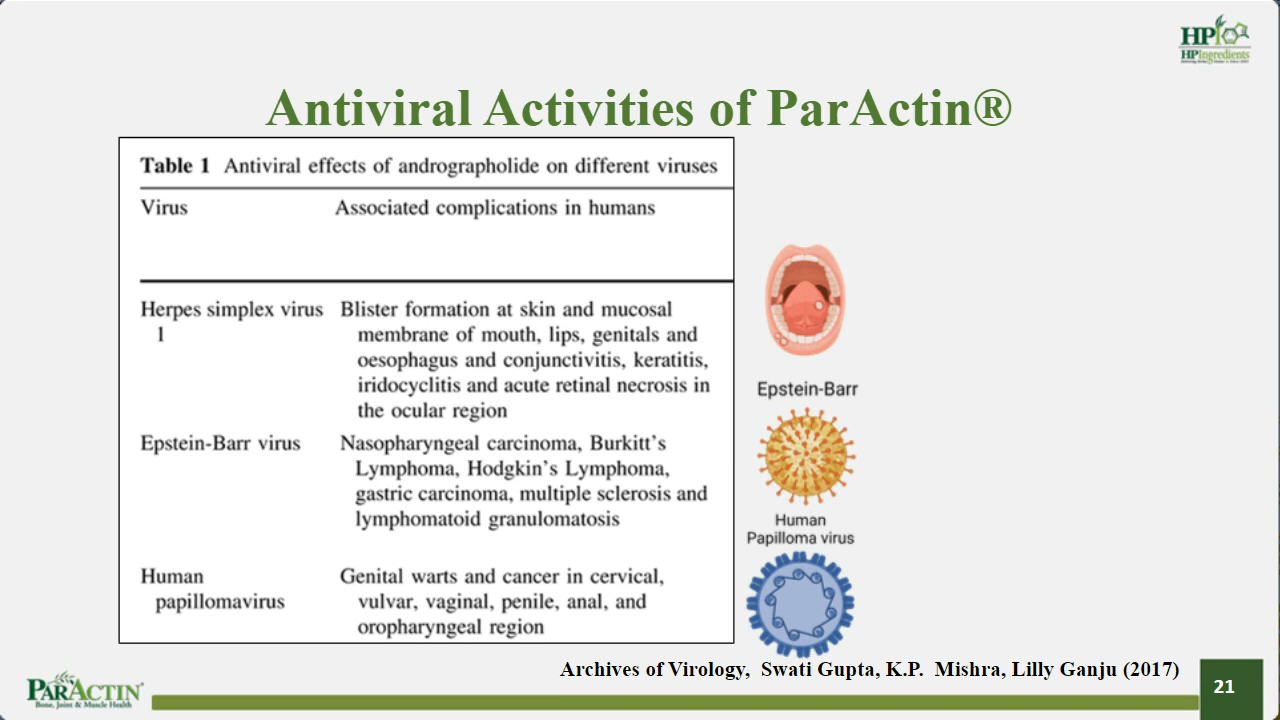 HP
HPIngredients
Antiviral Activities of ParActin®
Table 1 Antiviral effects of andrographolide on different viruses
Virus Associated complications in humans
Herpes simplex virus Blister formation at skin and mucosal
1 membrane of mouth, lips, genitals and
oesophagus and conjunctivitis, keratitis,
iridocyclitis and acute retinal necrosis in
the ocular region
Epstein-Barr virus Nasopharyngeal carcinoma, Burkitt's
Lymphoma, Hodgkin's Lymphoma,
gastric carcinoma, multiple sclerosis and
lymphomatoid granulomatosis
Human Genital warts and cancer in cervical,
papillomavirus vulvar, vaginal, penile, anal, and
oropharyngeal region
Epstein-Barr
Human
Papilloma virus
Archives of Virology, Swati Gupta, K.P. Mishra, Lilly Ganju (2017)
PARACTIN®
Bone, Joint & Muscle Health
21